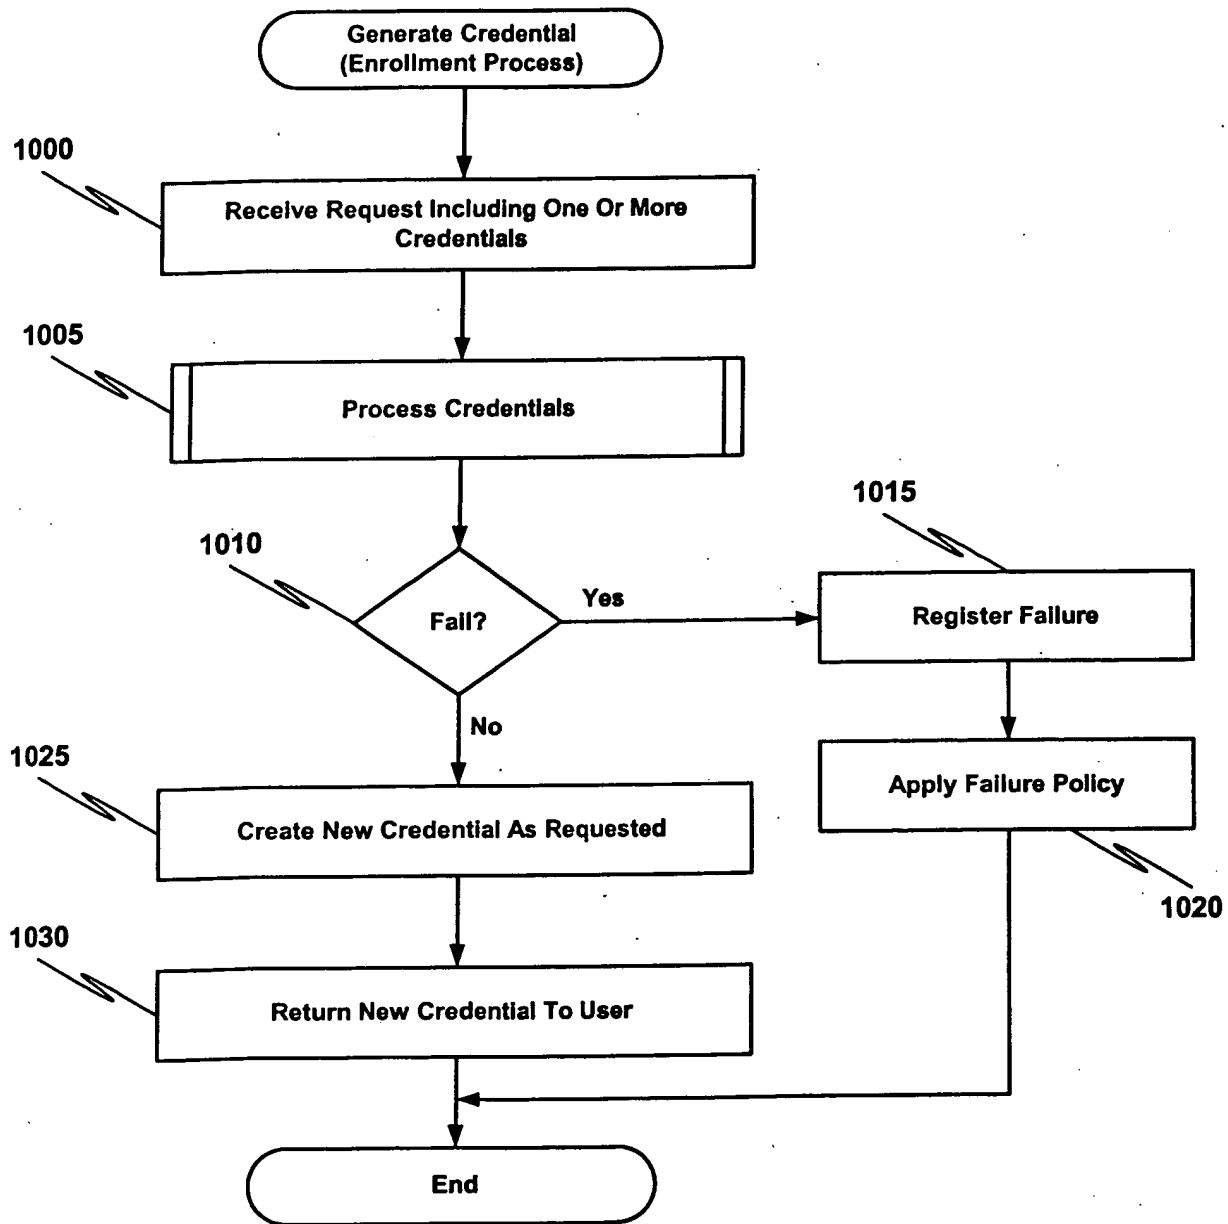 Generate Credential
(Enrollment Process)
1000
Receive Request Including One Or More
Credentials
1005
Process Credentials
1010
Fail?
Yes
1015
Register Failure
No
1025
Create New Credential As Requested
Apply Failure Policy
1020
1030
Return New Credential To User
End